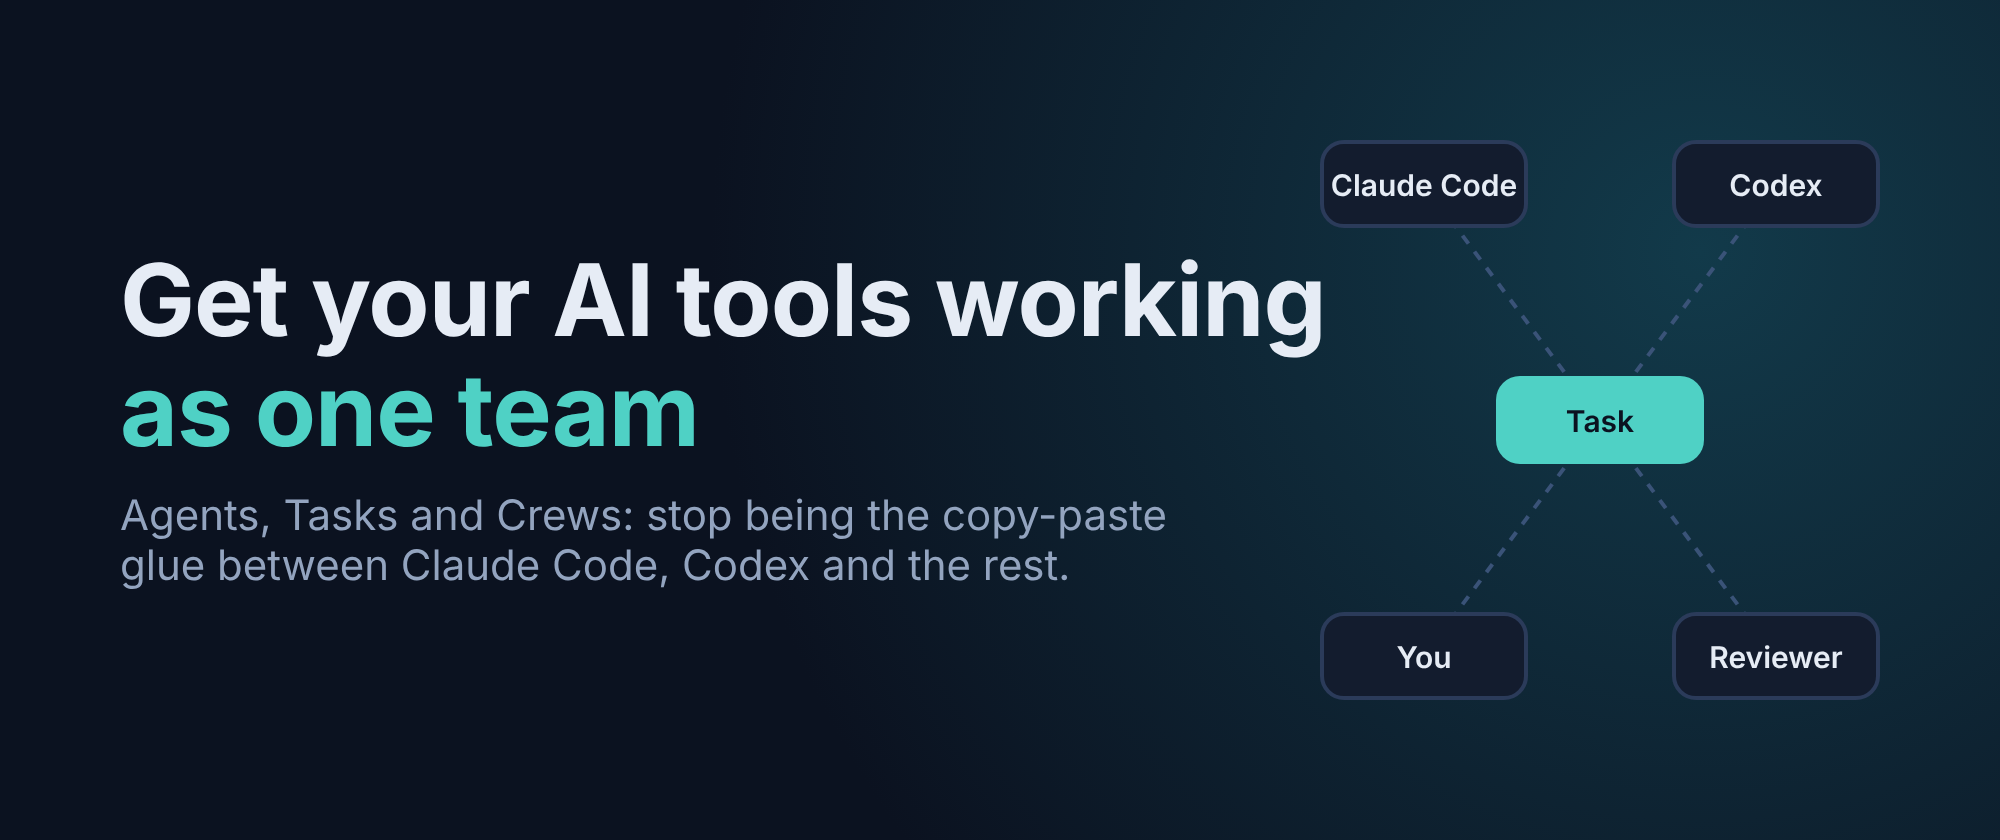 Get your AI tools working
as one team
Agents, Tasks and Crews: stop being the copy-paste
glue between Claude Code, Codex and the rest.
Claude Code
Codex
Task
You
Reviewer